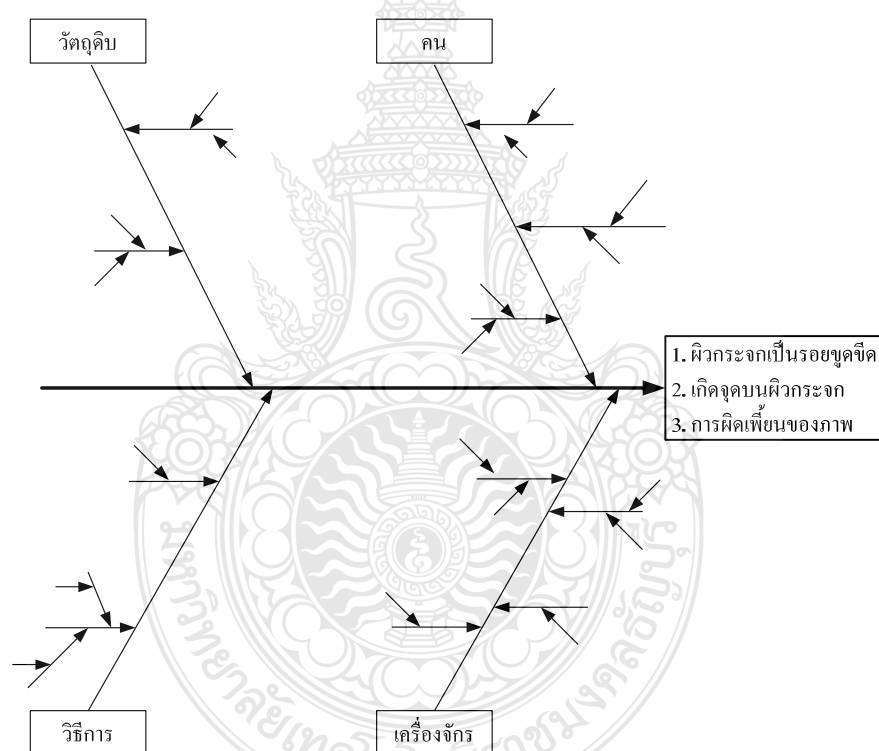 วัตถุดิบ
คน
1. ผิวกระจกเป็นรอยขูดขีด
2. เกิดจุดบนผิวกระจก
3. การผิดเพี้ยนของภาพ
วิธีการ
เครื่องจักร